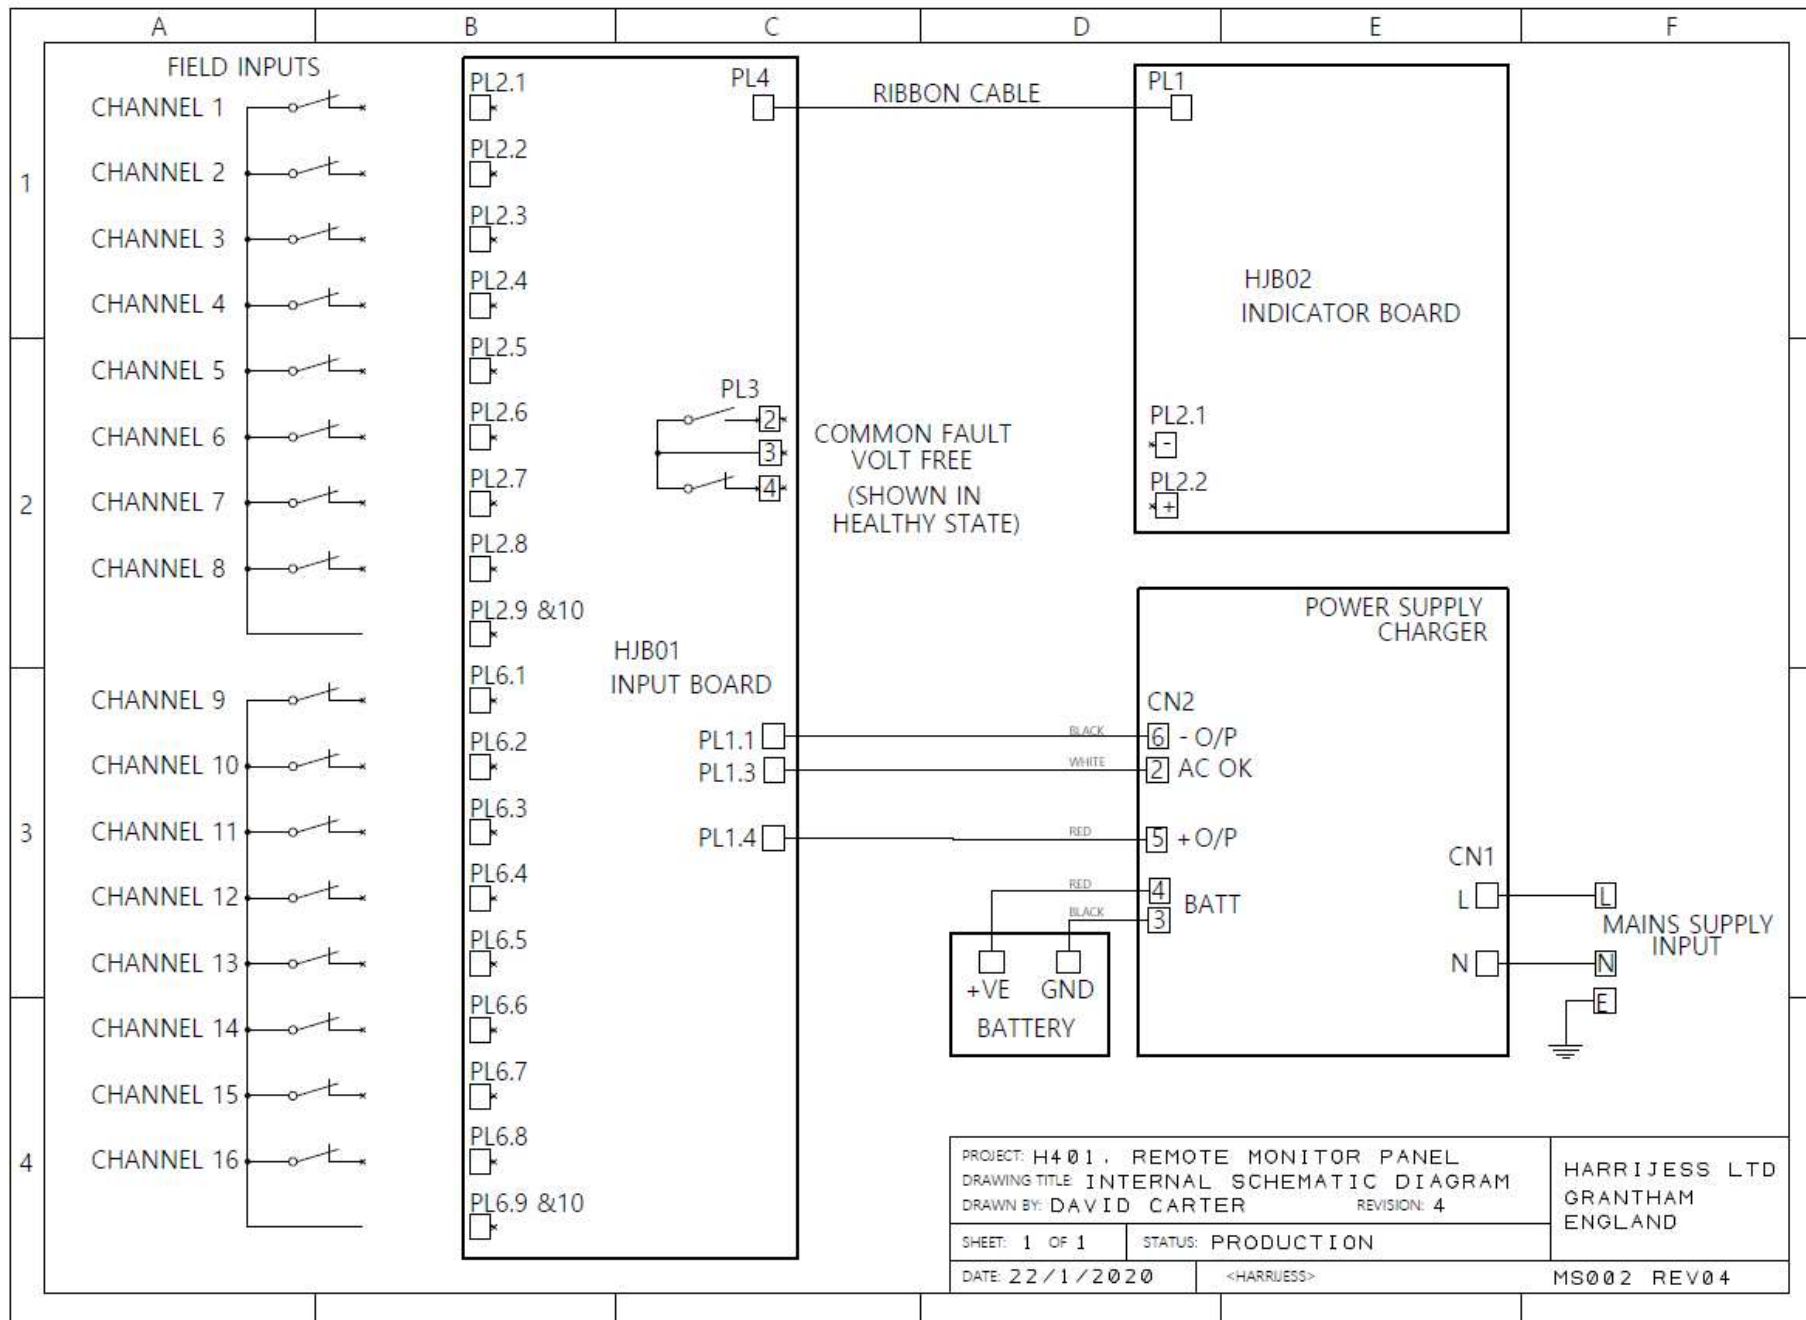 A B C D E F
1
2
3
4
FIELD INPUTS
CHANNEL 1
CHANNEL 2
CHANNEL 3
CHANNEL 4
CHANNEL 5
CHANNEL 6
CHANNEL 7
CHANNEL 8
CHANNEL 9
CHANNEL 10
CHANNEL 11
CHANNEL 12
CHANNEL 13
CHANNEL 14
CHANNEL 15
CHANNEL 16
PL2.1
PL2.2
PL2.3
PL2.4
PL2.5
PL2.6
PL2.7
PL2.8
PL2.9 &10
PL6.1
PL6.2
PL6.3
PL6.4
PL6.5
PL6.6
PL6.7
PL6.8
PL6.9 &10
PL4
RIBBON CABLE
PL1
HJB02
INDICATOR BOARD
PL3
2
3
4
COMMON FAULT
VOLT FREE
(SHOWN IN
HEALTHY STATE)
PL2.1
-
PL2.2
+
HJB01
INPUT BOARD
PL1.1
PL1.3
PL1.4
POWER SUPPLY
CHARGER
CN2
BLACK 6 - O/P
WHITE 2 AC OK
RED 5 +O/P
RED 4
BATT
BLACK 3
+VE GND
BATTERY
CN1
L L
MAINS SUPPLY
INPUT
N N
E
PROJECT: H401. REMOTE MONITOR PANEL
DRAWING TITLE: INTERNAL SCHEMATIC DIAGRAM
DRAWN BY: DAVID CARTER REVISION: 4
SHEET: 1 OF 1 STATUS: PRODUCTION
DATE: 22/1/2020 <HARRIJESS>
HARRIJESS LTD
GRANTHAM
ENGLAND
MS002 REV04